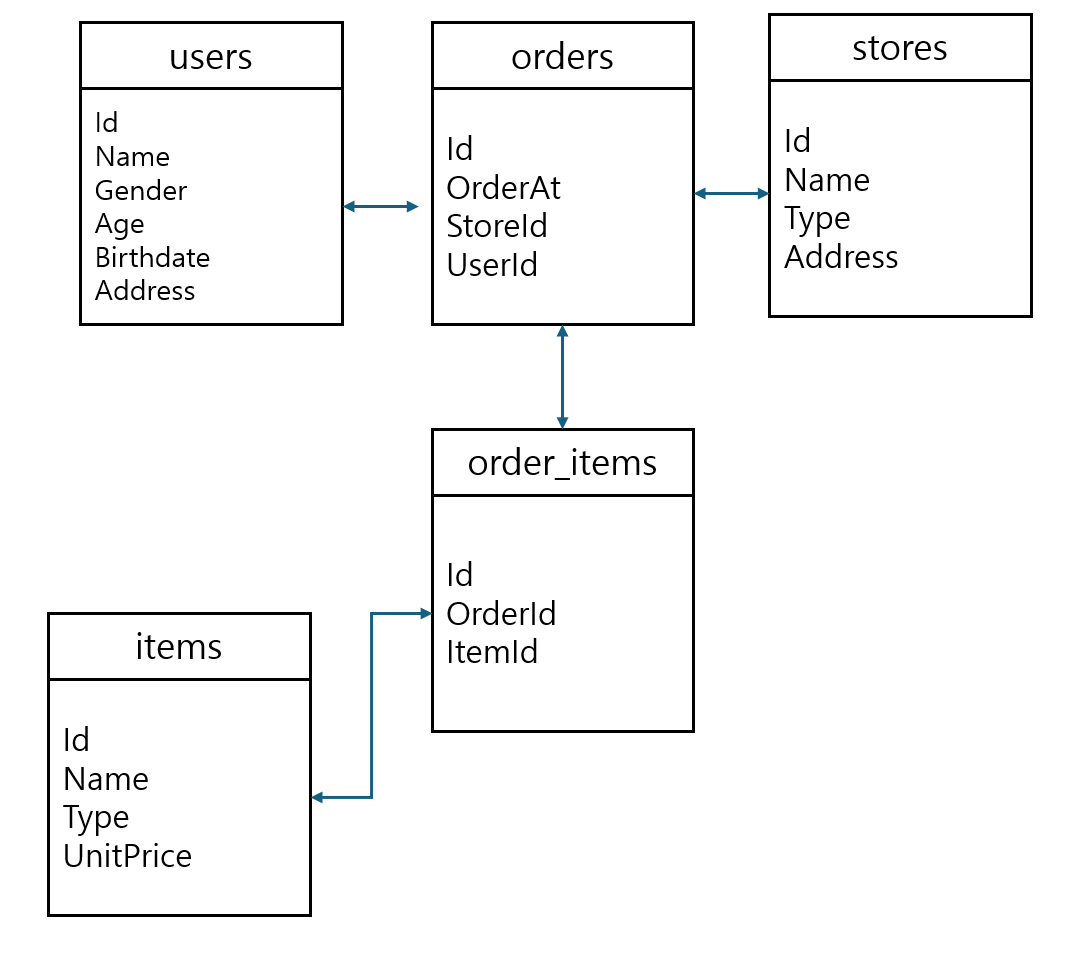 users
Id
Name
Gender
Age
Birthdate
Address
orders
Id
OrderAt
StoreId
UserId
stores
Id
Name
Type
Address
order_items
Id
OrderId
ItemId
items
Id
Name
Type
UnitPrice